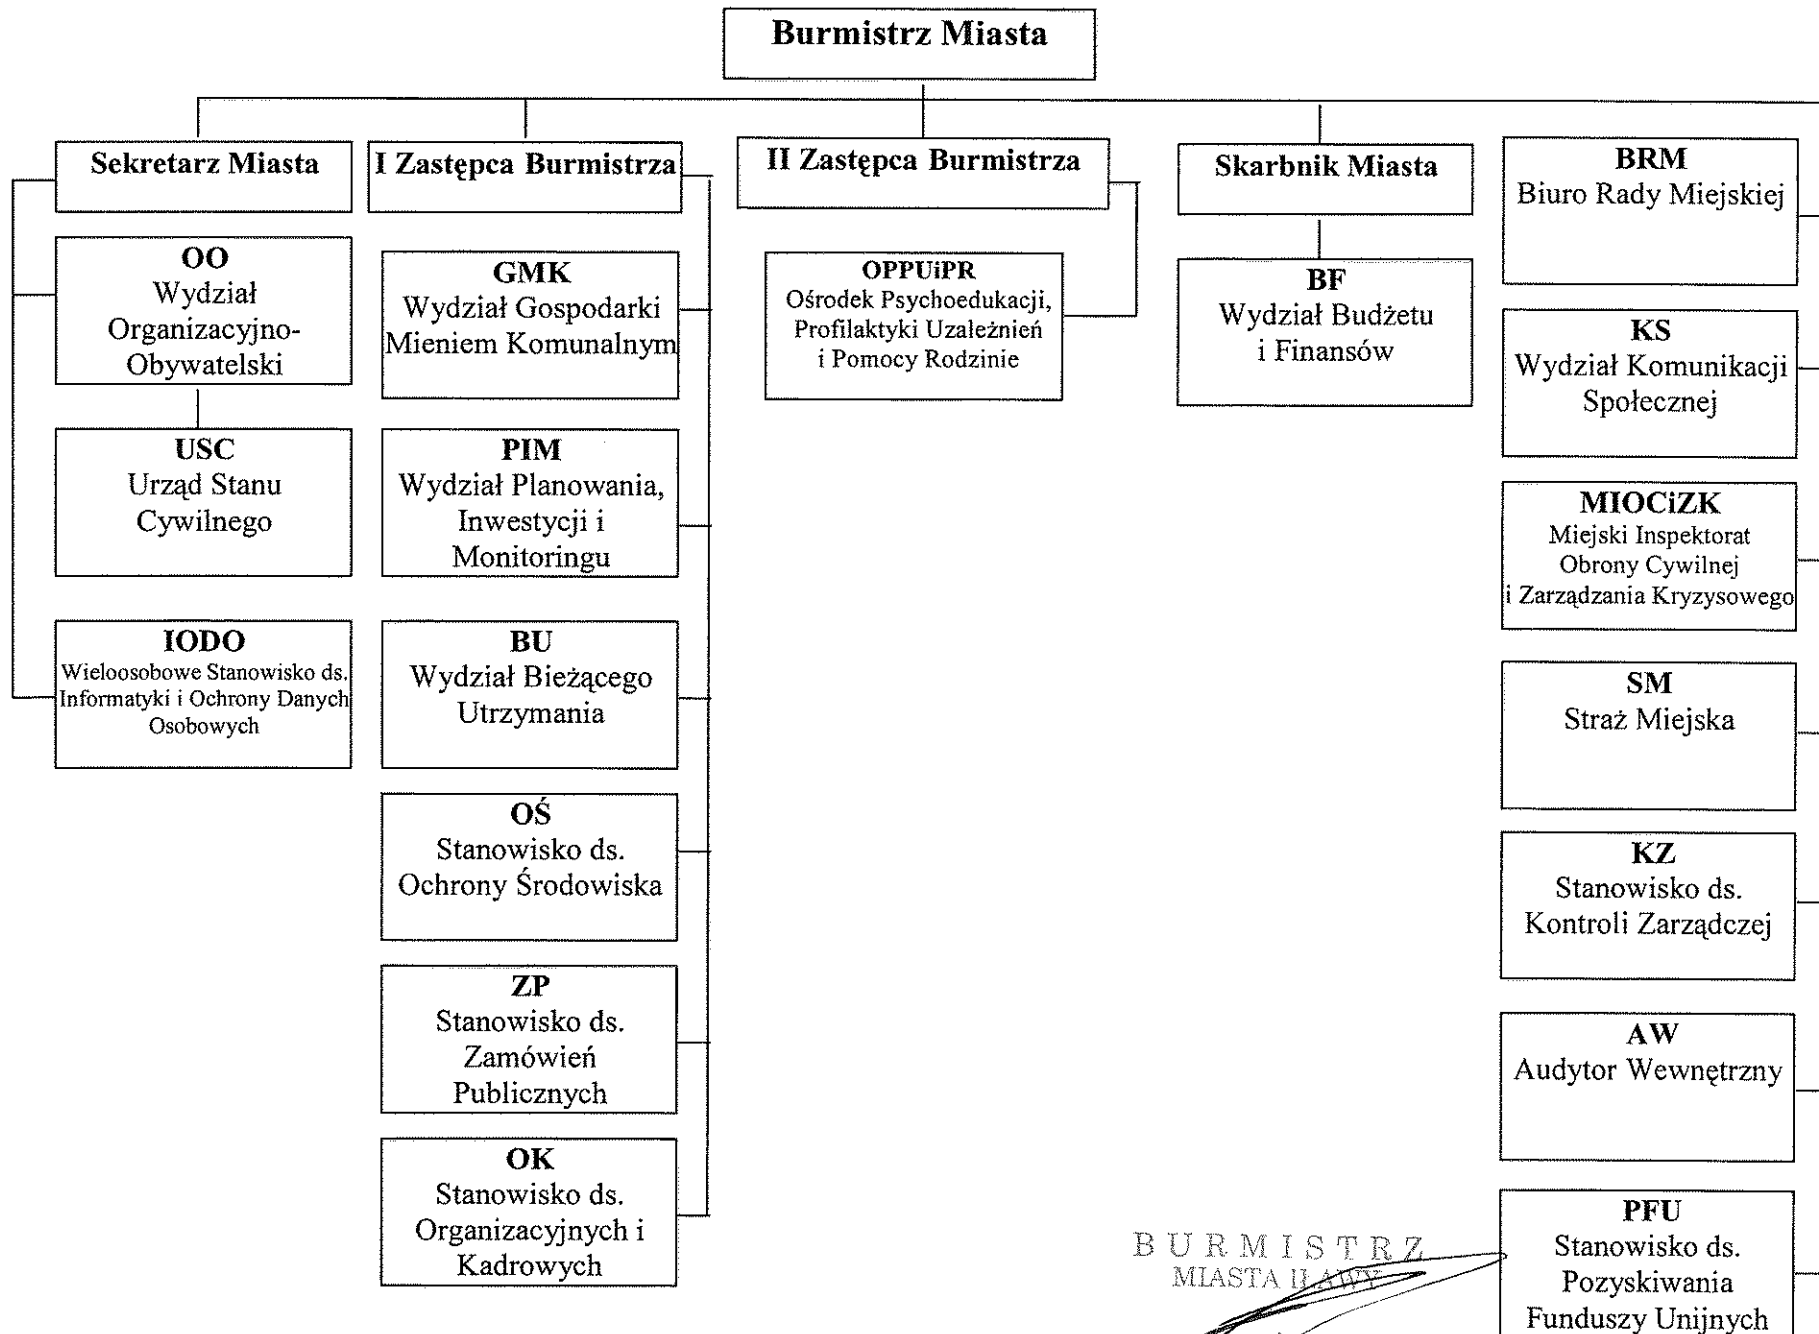 Burmistrz Miasta
Sekretarz Miasta
OO
Wydział
Organizacyjno-
Obywatelski
USC
Urząd Stanu
Cywilnego
IODO
Wieloosobowe Stanowisko ds.
Informatyki i Ochrony Danych
Osobowych
I Zastępca Burmistrza
GMK
Wydział Gospodarki
Mieniem Komunalnym
PIM
Wydział Planowania,
Inwestycji i
Monitoringu
BU
Wydział Bieżącego
Utrzymania
OŚ
Stanowisko ds.
Ochrony Środowiska
ZP
Stanowisko ds.
Zamówień
Publicznych
OK
Stanowisko ds.
Organizacyjnych i
Kadrowych
II Zastępca Burmistrza
OPPUiPR
Ośrodek Psychoedukacji,
Profilaktyki Uzależnień
i Pomocy Rodzinie
Skarbnik Miasta
BF
Wydział Budżetu
i Finansów
BRM
Biuro Rady Miejskiej
KS
Wydział Komunikacji
Społecznej
MIOCiZK
Miejski Inspektorat
Obrony Cywilnej
i Zarządzania Kryzysowego
SM
Straż Miejska
KZ
Stanowisko ds.
Kontroli Zarządczej
AW
Audytor Wewnętrzny
PFU
Stanowisko ds.
Pozyskiwania
Funduszy Unijnych
BURMISTRZ
MIASTA IŁAWY